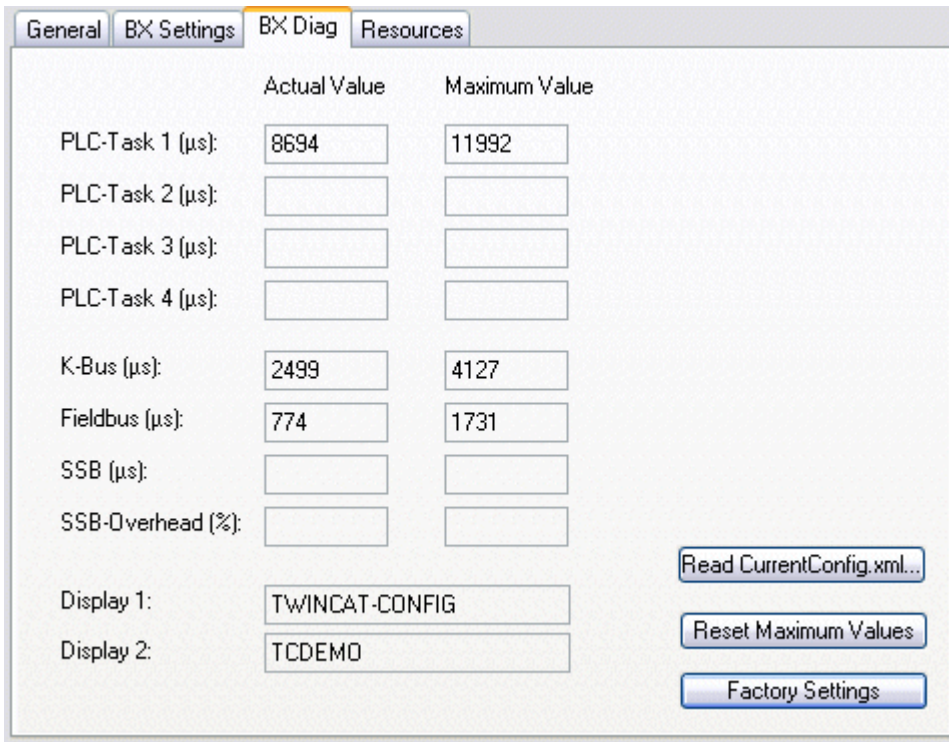 General BX Settings BX Diag Resources
Actual Value Maximum Value
PLC-Task 1 (µs): 8694 11992
PLC-Task 2 (µs):
PLC-Task 3 (µs):
PLC-Task 4 (µs):
K-Bus (µs): 2499 4127
Fieldbus (µs): 774 1731
SSB (µs):
SSB-Overhead (%):
Read CurrentConfig.xml...
Display 1: TWINCAT-CONFIG
Reset Maximum Values
Display 2: TCDEMO
Factory Settings